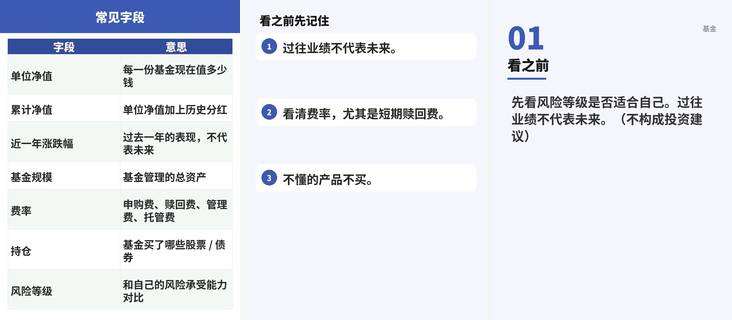 常见字段
字段 意思
单位净值 每一份基金现在值多少
钱
累计净值 单位净值加上历史分红
近一年涨跌幅 过去一年的表现，不代
表未来
基金规模 基金管理的总资产
费率 申购费、赎回费、管理
费、托管费
持仓 基金买了哪些股票 / 债
券
风险等级 和自己的风险承受能力
对比
看之前先记住
1 过往业绩不代表未来。
2 看清费率，尤其是短期赎回费。
3 不懂的产品不买。
基金
01
看之前
先看风险等级是否适合自己。过往
业绩不代表未来。（不构成投资建
议）